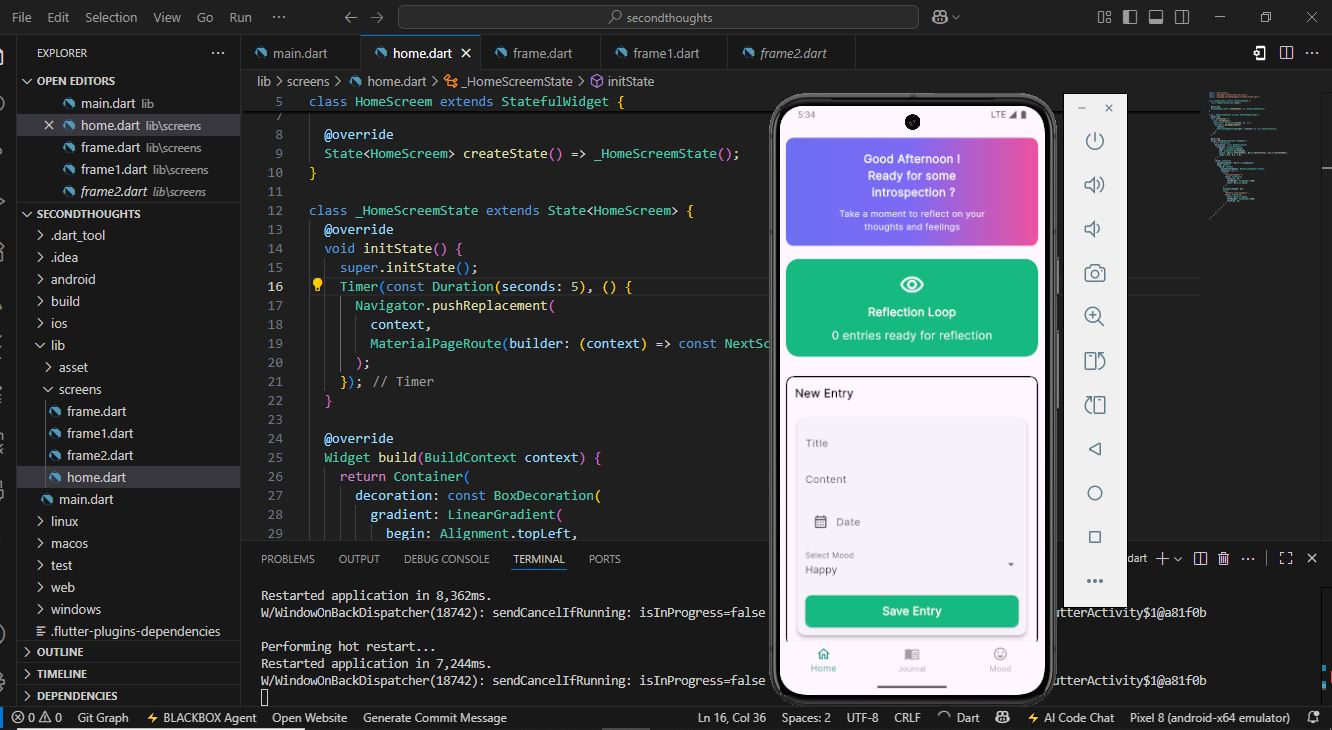 File Edit Selection View Go Run ···
secondthoughts
EXPLORER
OPEN EDITORS
main.dart lib
home.dart lib\screens
frame.dart lib\screens
frame1.dart lib\screens
frame2.dart lib\screens
SECONDTHOUGHTS
.dart_tool
.idea
android
build
ios
lib
asset
screens
frame.dart
frame1.dart
frame2.dart
home.dart
main.dart
linux
macos
test
web
windows
.flutter-plugins-dependencies
OUTLINE
TIMELINE
DEPENDENCIES
main.dart home.dart frame.dart frame1.dart frame2.dart
lib > screens > home.dart > _HomeScreemState > initState
5 class HomeScreem extends StatefulWidget {
7
8 @override
9 State<HomeScreem> createState() => _HomeScreemState();
10 }
11
12 class _HomeScreemState extends State<HomeScreem> {
13 @override
14 void initState() {
15 super.initState();
16 Timer(const Duration(seconds: 5), () {
17 Navigator.pushReplacement(
18 context,
19 MaterialPageRoute(builder: (context) => const NextSc
20 );
21 }); // Timer
22 }
23
24 @override
25 Widget build(BuildContext context) {
26 return Container(
27 decoration: const BoxDecoration(
28 gradient: LinearGradient(
29 begin: Alignment.topLeft,
PROBLEMS OUTPUT DEBUG CONSOLE TERMINAL PORTS
dart
Restarted application in 8,362ms.
W/WindowOnBackDispatcher(18742): sendCancelIfRunning: isInProgress=false
utterActivity$1@a81f0b
Performing hot restart...
Restarted application in 7,244ms.
W/WindowOnBackDispatcher(18742): sendCancelIfRunning: isInProgress=false
utterActivity$1@a81f0b
5:34 LTE
Good Afternoon !
Ready for some
introspection ?
Take a moment to reflect on your
thoughts and feelings
Reflection Loop
0 entries ready for reflection
New Entry
Title
Content
Date
Select Mood
Happy
Save Entry
Home Journal Mood
0 0 Git Graph BLACKBOX Agent Open Website Generate Commit Message Ln 16, Col 36 Spaces: 2 UTF-8 CRLF Dart AI Code Chat Pixel 8 (android-x64 emulator)